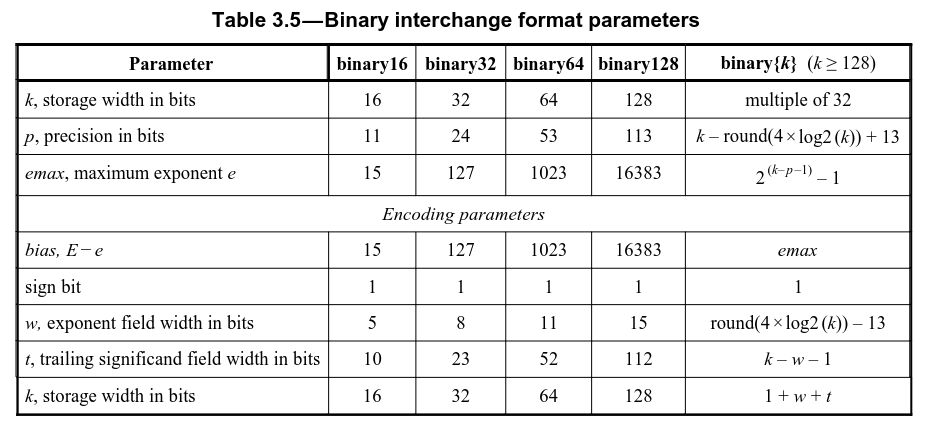 Table 3.5—Binary interchange format parameters
Parameter binary16 binary32 binary64 binary128 binary{k} (k ≥ 128)
k, storage width in bits 16 32 64 128 multiple of 32
p, precision in bits 11 24 53 113 k – round(4×log2 (k)) + 13
emax, maximum exponent e 15 127 1023 16383 2^(k–p–1) – 1
Encoding parameters
bias, E−e 15 127 1023 16383 emax
sign bit 1 1 1 1 1
w, exponent field width in bits 5 8 11 15 round(4×log2 (k)) – 13
t, trailing significand field width in bits 10 23 52 112 k – w – 1
k, storage width in bits 16 32 64 128 1 + w + t